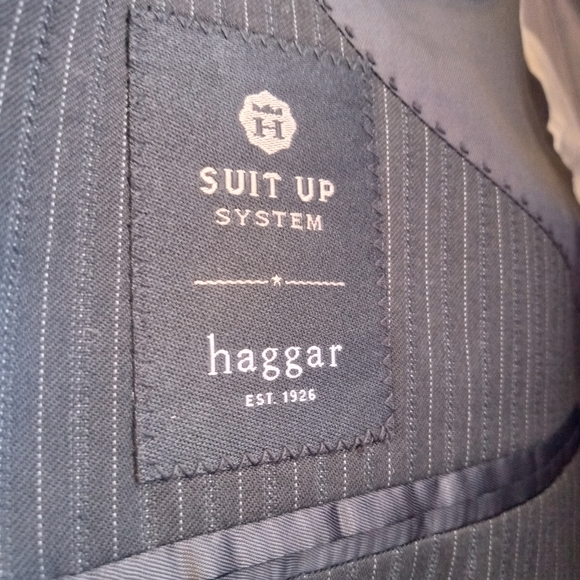 H
SUIT UP
SYSTEM
haggar
EST. 1926